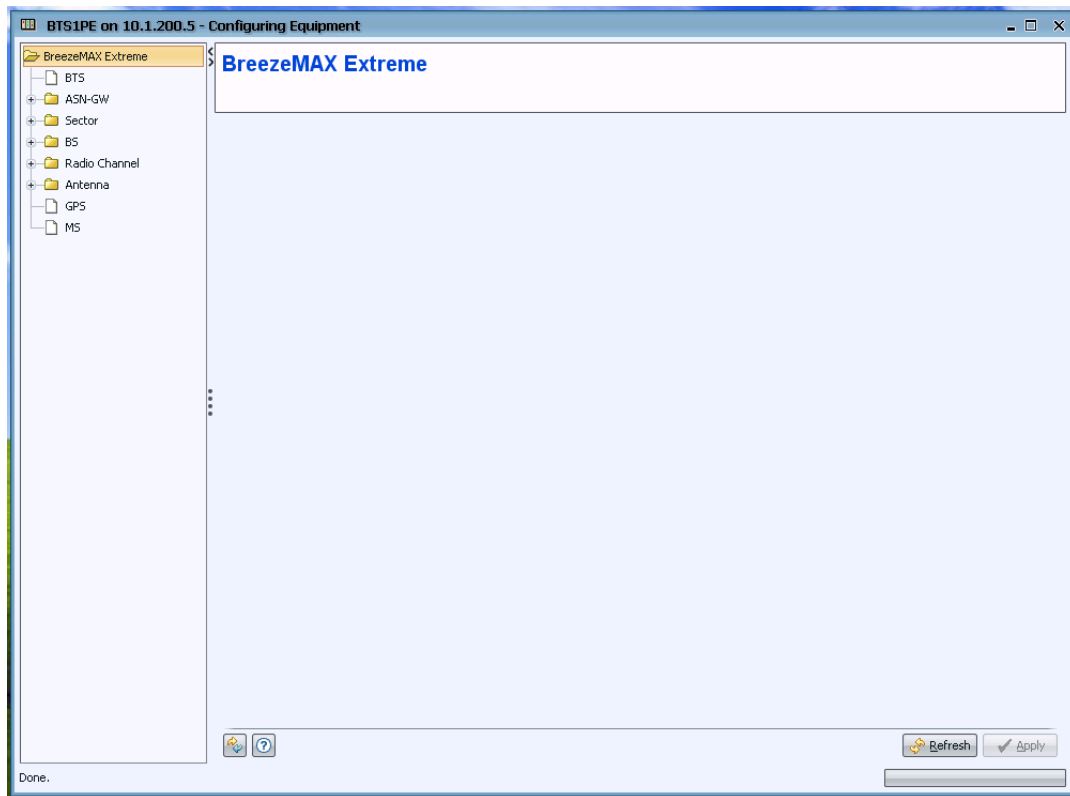 BTS1PE on 10.1.200.5 - Configuring Equipment
BreezeMAX Extreme
BTS
ASN-GW
Sector
BS
Radio Channel
Antenna
GPS
MS
BreezeMAX Extreme
Refresh
Apply
Done.